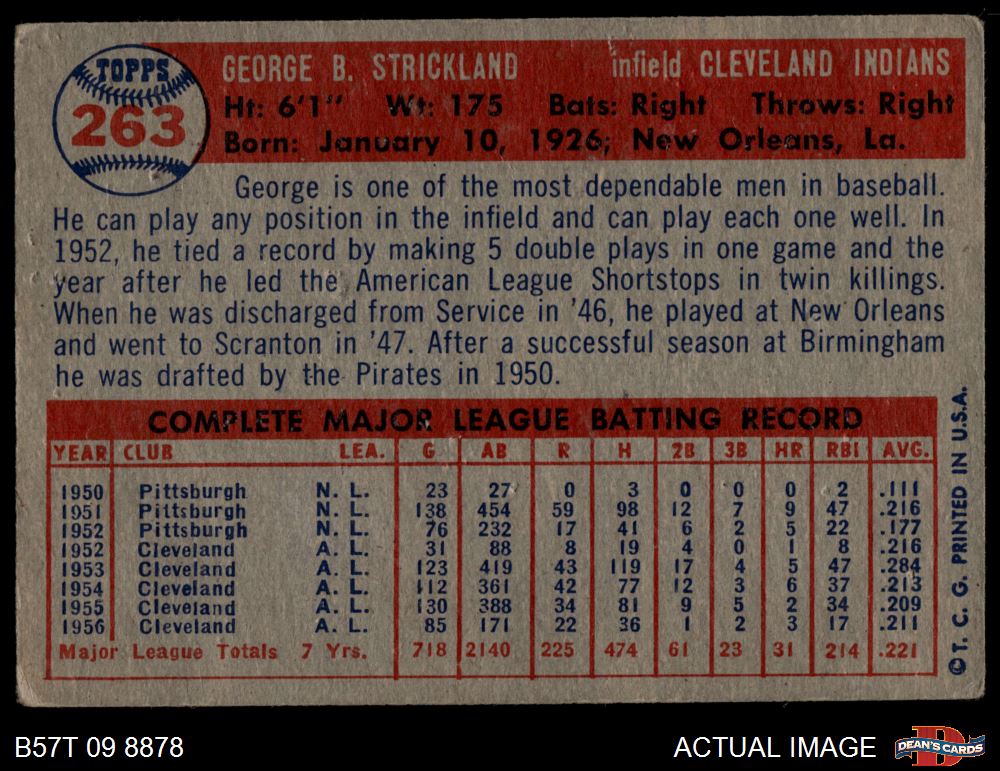 TOPPS
263
GEORGE B. STRICKLAND infield CLEVELAND INDIANS
Ht: 6'1" Wt: 175 Bats: Right Throws: Right
Born: January 10, 1926; New Orleans, La.
George is one of the most dependable men in baseball.
He can play any position in the infield and can play each one well. In
1952, he tied a record by making 5 double plays in one game and the
year after he led the American League Shortstops in twin killings.
When he was discharged from Service in '46, he played at New Orleans
and went to Scranton in '47. After a successful season at Birmingham
he was drafted by the Pirates in 1950.
COMPLETE MAJOR LEAGUE BATTING RECORD
YEAR CLUB LEA. G AB R H 2B 3B HR RBI AVG.
1950 Pittsburgh N. L. 23 27 0 3 0 0 0 2 .111
1951 Pittsburgh N. L. 138 454 59 98 12 7 9 47 .216
1952 Pittsburgh N. L. 76 232 17 41 6 2 5 22 .177
1952 Cleveland A. L. 31 88 8 19 4 0 1 8 .216
1953 Cleveland A. L. 123 419 43 119 17 4 5 47 .284
1954 Cleveland A. L. 112 361 42 77 12 3 6 37 .213
1955 Cleveland A. L. 130 388 34 81 9 5 2 34 .209
1956 Cleveland A. L. 85 171 22 36 1 2 3 17 .211
Major League Totals 7 Yrs. 718 2140 225 474 61 23 31 214 .221
©T. C. G. PRINTED IN U.S.A.
B57T 09 8878 ACTUAL IMAGE
D
DEAN'S CARDS